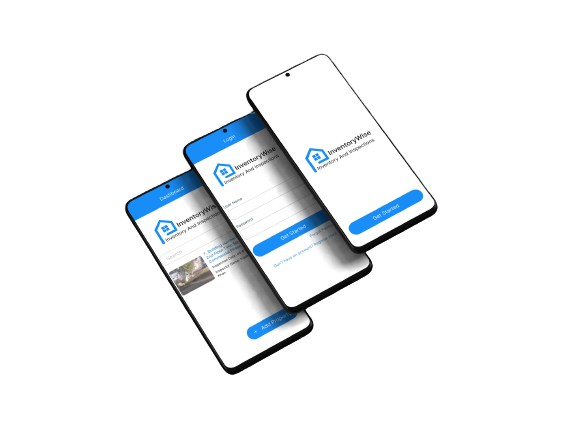 InventoryWise
Inventory And Inspections
Get Started
Login
InventoryWise
Inventory And Inspections
User Name
Password
Get Started
Don't have an account?
Dashboard
InventoryWise
Inventory And Inspections
Search
+ Add Property